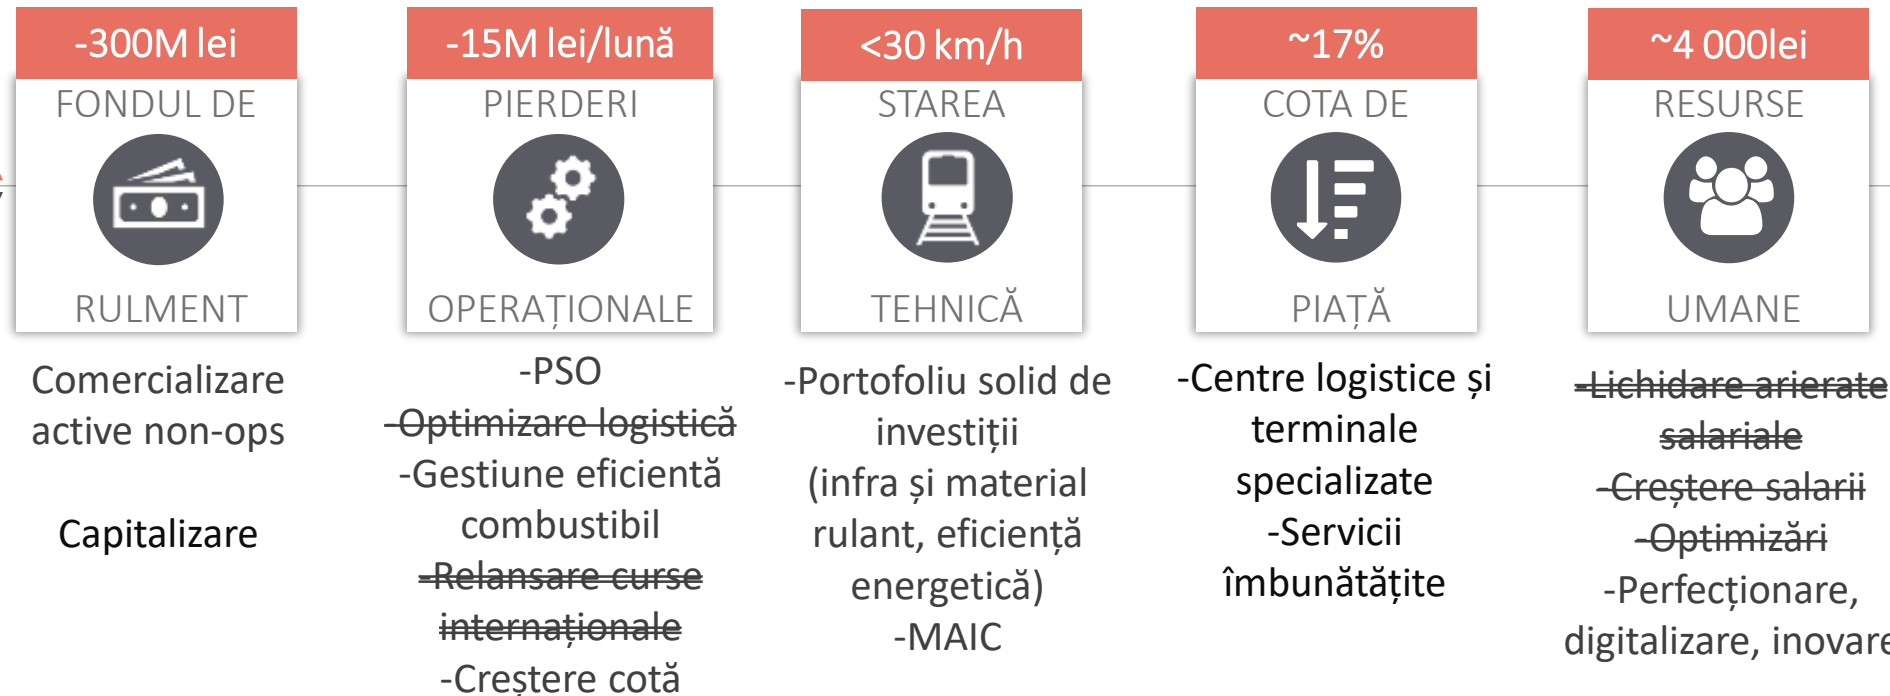 -300M lei
FONDUL DE
RULMENT
Comercializare
active non-ops
Capitalizare
-15M lei/lună
PIERDERI
OPERAȚIONALE
-PSO
-Optimizare logistică
-Gestiune eficientă
combustibil
-Relansare curse
internaționale
-Creștere cotă
<30 km/h
STAREA
TEHNICĂ
-Portofoliu solid de
investiții
(infra și material
rulant, eficiență
energetică)
-MAIC
~17%
COTA DE
PIAȚĂ
-Centre logistice și
terminale
specializate
-Servicii
îmbunătățite
~4 000lei
RESURSE
UMANE
-Lichidare arierate
salariale
-Creștere salarii
-Optimizări
-Perfecționare,
digitalizare, inovare